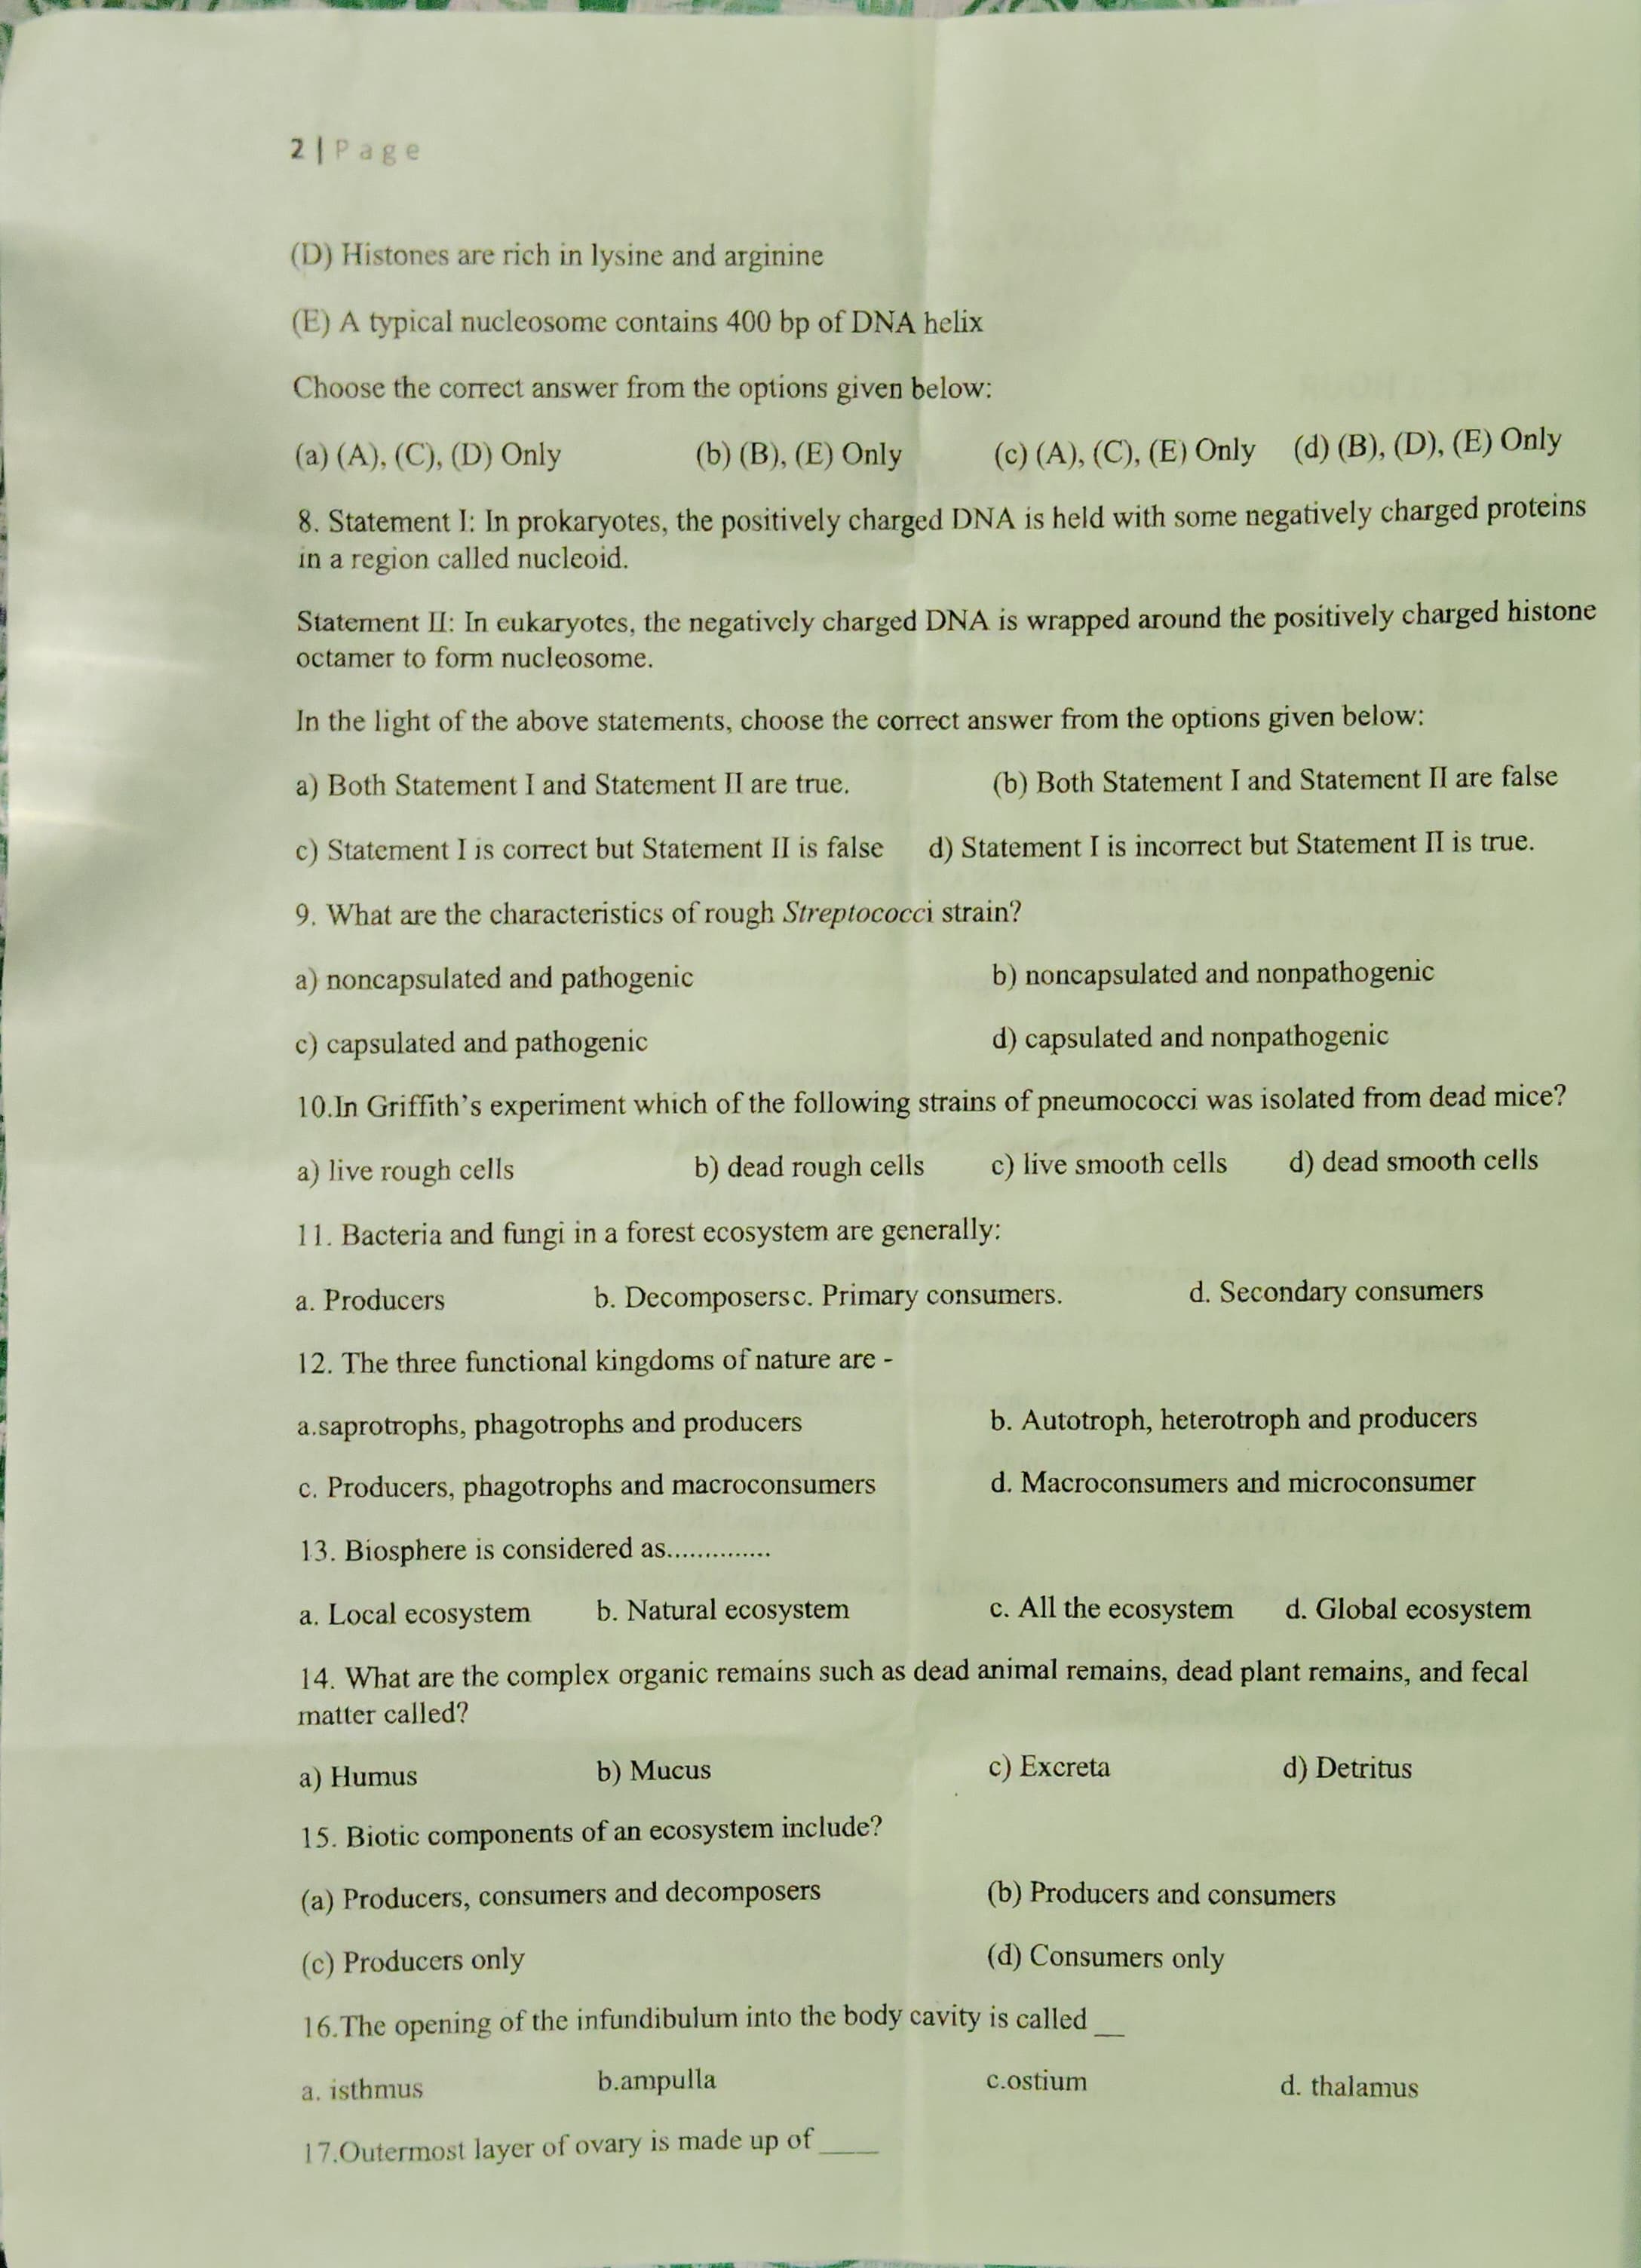 2 | Page
(D) Histones are rich in lysine and arginine
(E) A typical nucleosome contains 400 bp of DNA helix
Choose the correct answer from the options given below:
(a) (A), (C), (D) Only (b) (B), (E) Only (c) (A), (C), (E) Only (d) (B), (D), (E) Only
8. Statement I: In prokaryotes, the positively charged DNA is held with some negatively charged proteins
in a region called nucleoid.
Statement II: In eukaryotes, the negatively charged DNA is wrapped around the positively charged histone
octamer to form nucleosome.
In the light of the above statements, choose the correct answer from the options given below:
a) Both Statement I and Statement II are true. (b) Both Statement I and Statement II are false
c) Statement I is correct but Statement II is false d) Statement I is incorrect but Statement II is true.
9. What are the characteristics of rough Streptococci strain?
a) noncapsulated and pathogenic b) noncapsulated and nonpathogenic
c) capsulated and pathogenic d) capsulated and nonpathogenic
10.In Griffith's experiment which of the following strains of pneumococci was isolated from dead mice?
a) live rough cells b) dead rough cells c) live smooth cells d) dead smooth cells
11. Bacteria and fungi in a forest ecosystem are generally:
a. Producers b. Decomposersc. Primary consumers. d. Secondary consumers
12. The three functional kingdoms of nature are -
a.saprotrophs, phagotrophs and producers b. Autotroph, heterotroph and producers
c. Producers, phagotrophs and macroconsumers d. Macroconsumers and microconsumer
13. Biosphere is considered as..............
a. Local ecosystem b. Natural ecosystem c. All the ecosystem d. Global ecosystem
14. What are the complex organic remains such as dead animal remains, dead plant remains, and fecal
matter called?
a) Humus b) Mucus c) Excreta d) Detritus
15. Biotic components of an ecosystem include?
(a) Producers, consumers and decomposers (b) Producers and consumers
(c) Producers only (d) Consumers only
16.The opening of the infundibulum into the body cavity is called __
a. isthmus b.ampulla c.ostium d. thalamus
17.Outermost layer of ovary is made up of ____